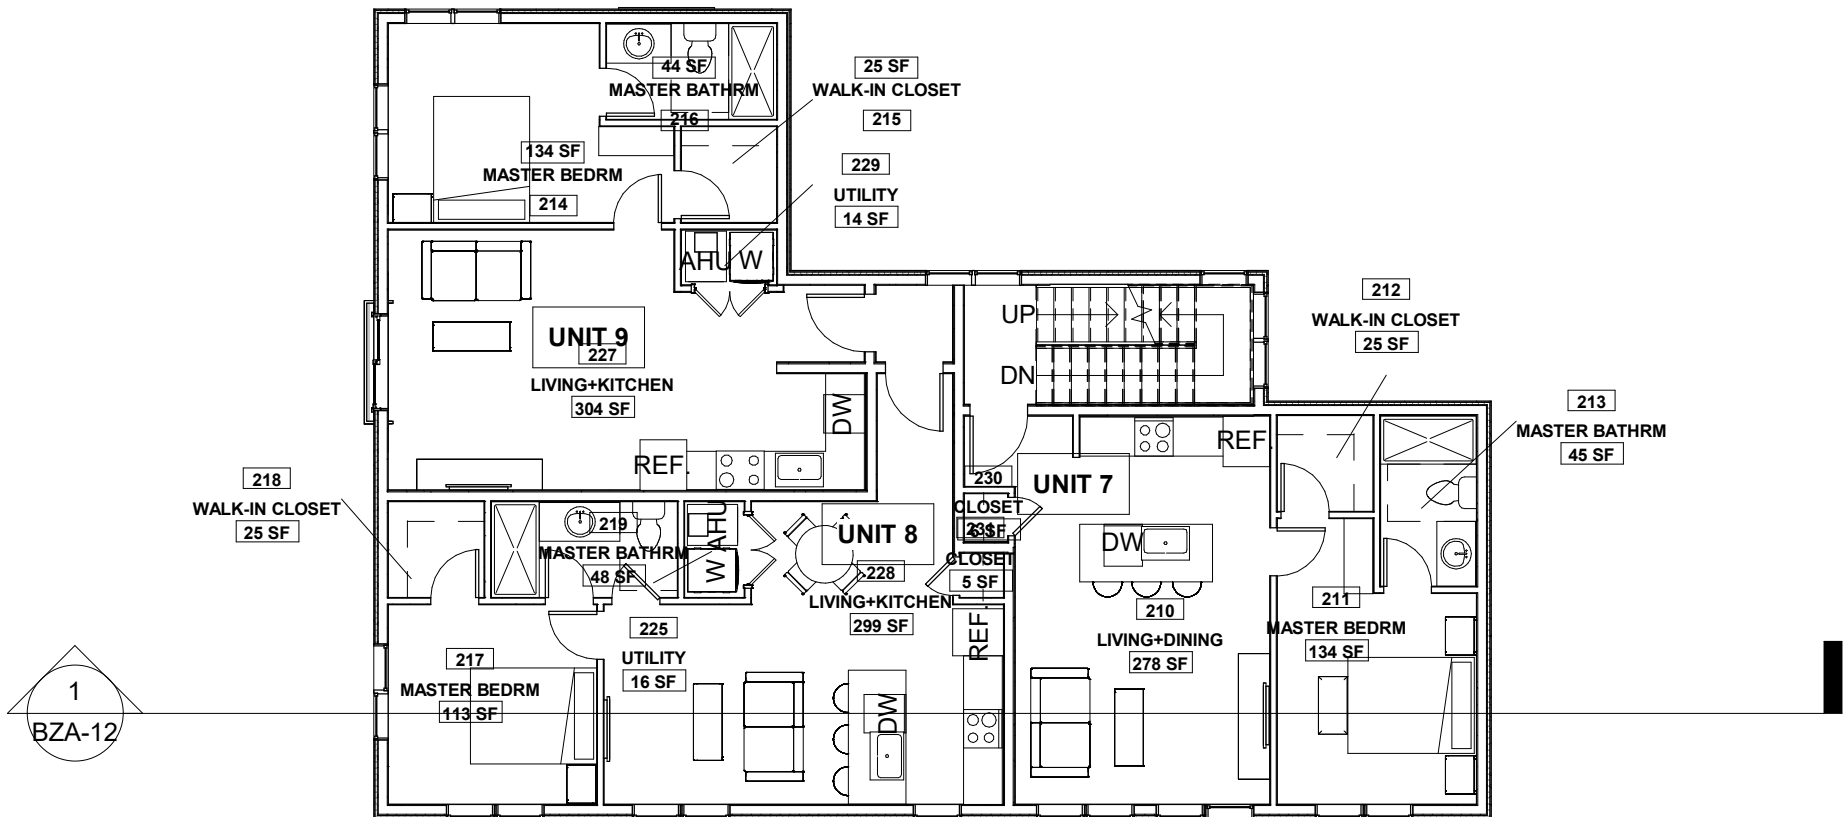 44 SF
MASTER BATHRM
216
25 SF
WALK-IN CLOSET
215
134 SF
MASTER BEDRM
214
229
UTILITY
14 SF
AHU
W
UNIT 9
227
LIVING+KITCHEN
304 SF
DW
REF.
UP
DN
212
WALK-IN CLOSET
25 SF
213
MASTER BATHRM
45 SF
REF.
UNIT 7
230
CLOSET
6 SF
231
CLOSET
5 SF
218
WALK-IN CLOSET
25 SF
219
MASTER BATHRM
48 SF
AHU
W
UNIT 8
228
LIVING+KITCHEN
299 SF
REF.
DW
DW
210
LIVING+DINING
278 SF
211
MASTER BEDRM
134 SF
225
UTILITY
16 SF
217
MASTER BEDRM
113 SF
1
BZA-12